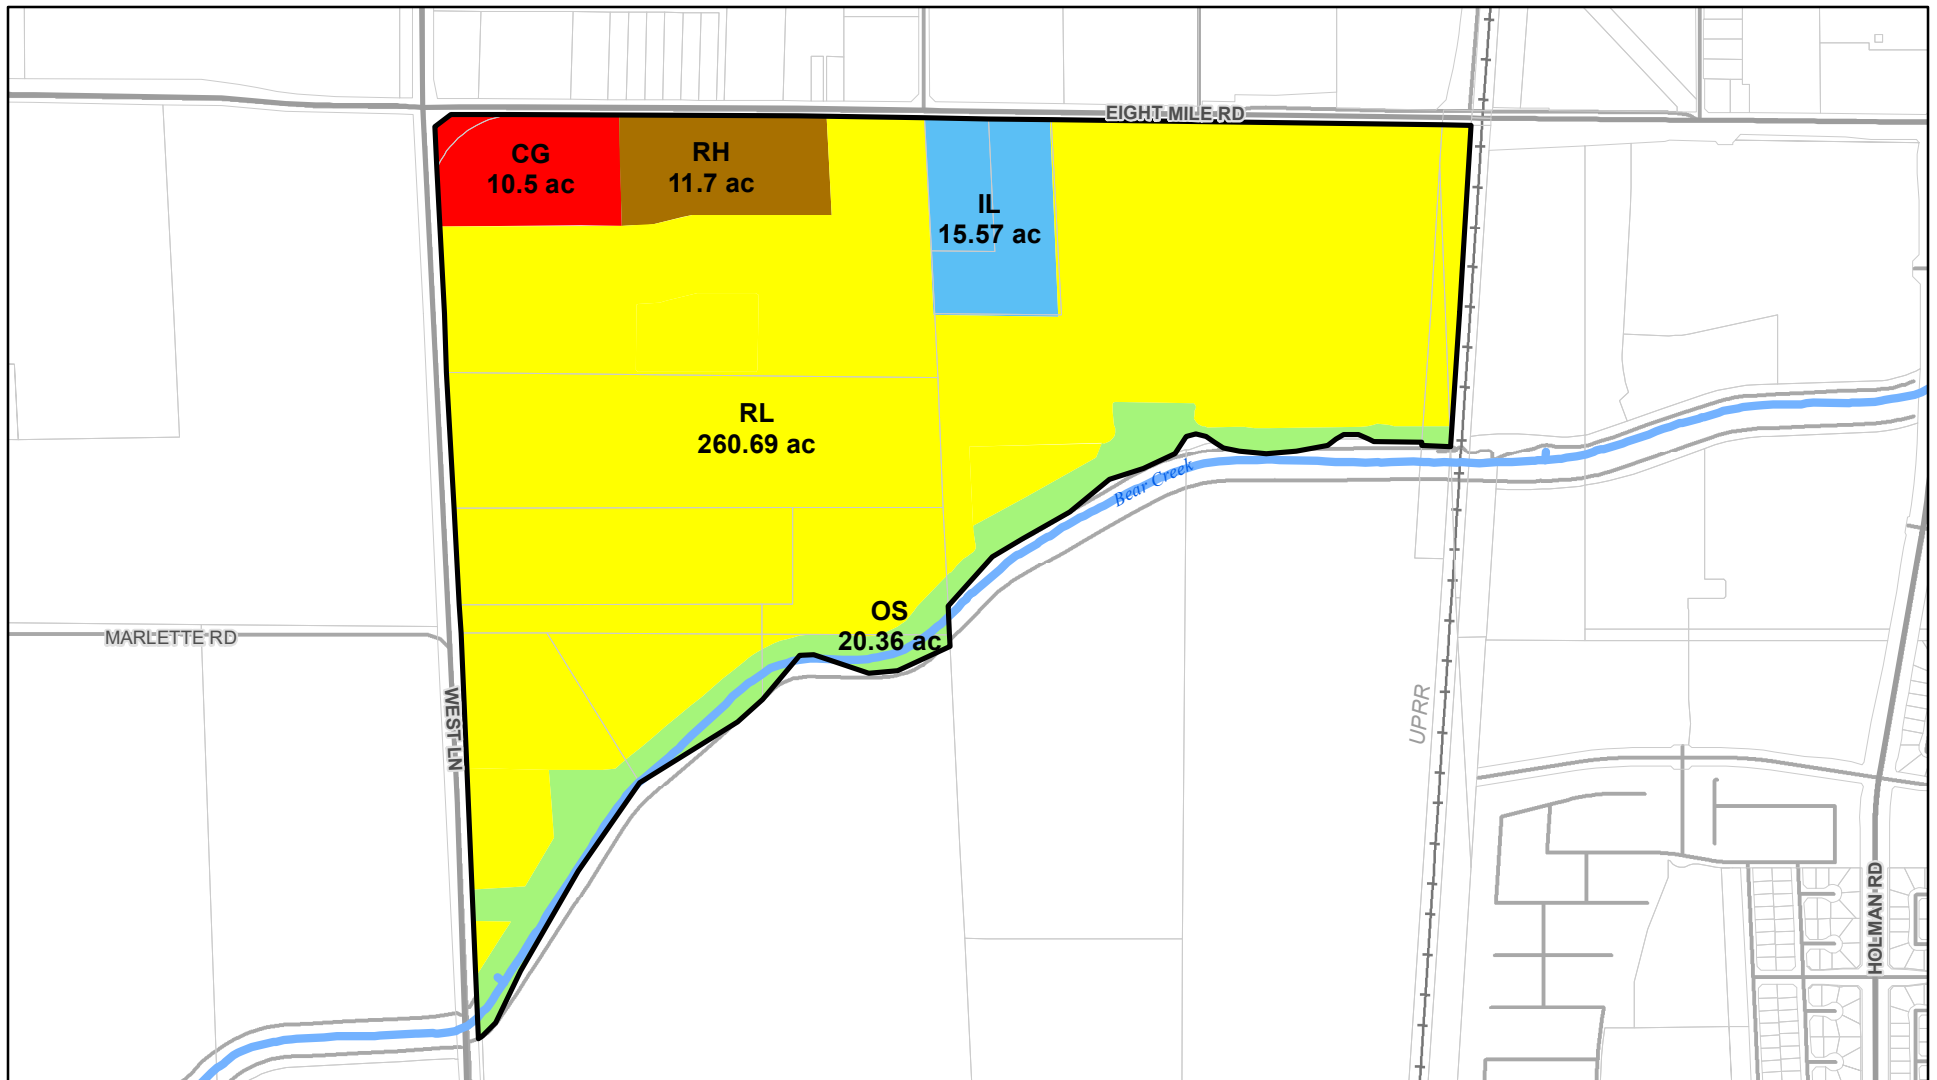 EIGHT MILE RD
CG
10.5 ac
RH
11.7 ac
IL
15.57 ac
RL
260.69 ac
Bear Creek
OS
20.36 ac
MARLETTE RD
WEST LN
UPRR
HOLMAN RD